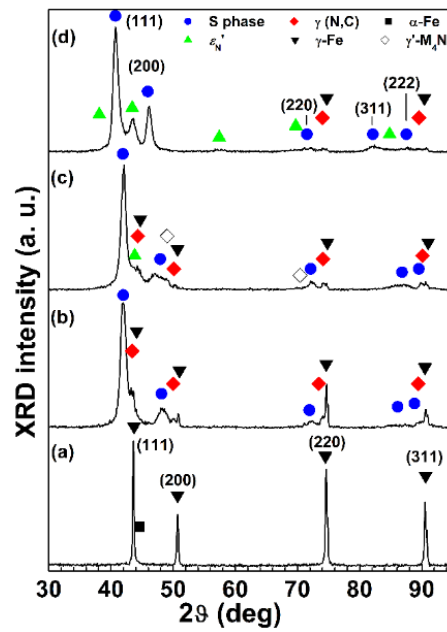 S phase γ (N,C) α-Fe
εN' γ-Fe γ'-M4N
(d) (111) (200) (220) (311) (222)
(c)
(b)
(a) (111) (200) (220) (311)
30 40 50 60 70 80 90
2ϑ (deg)
XRD intensity (a. u.)